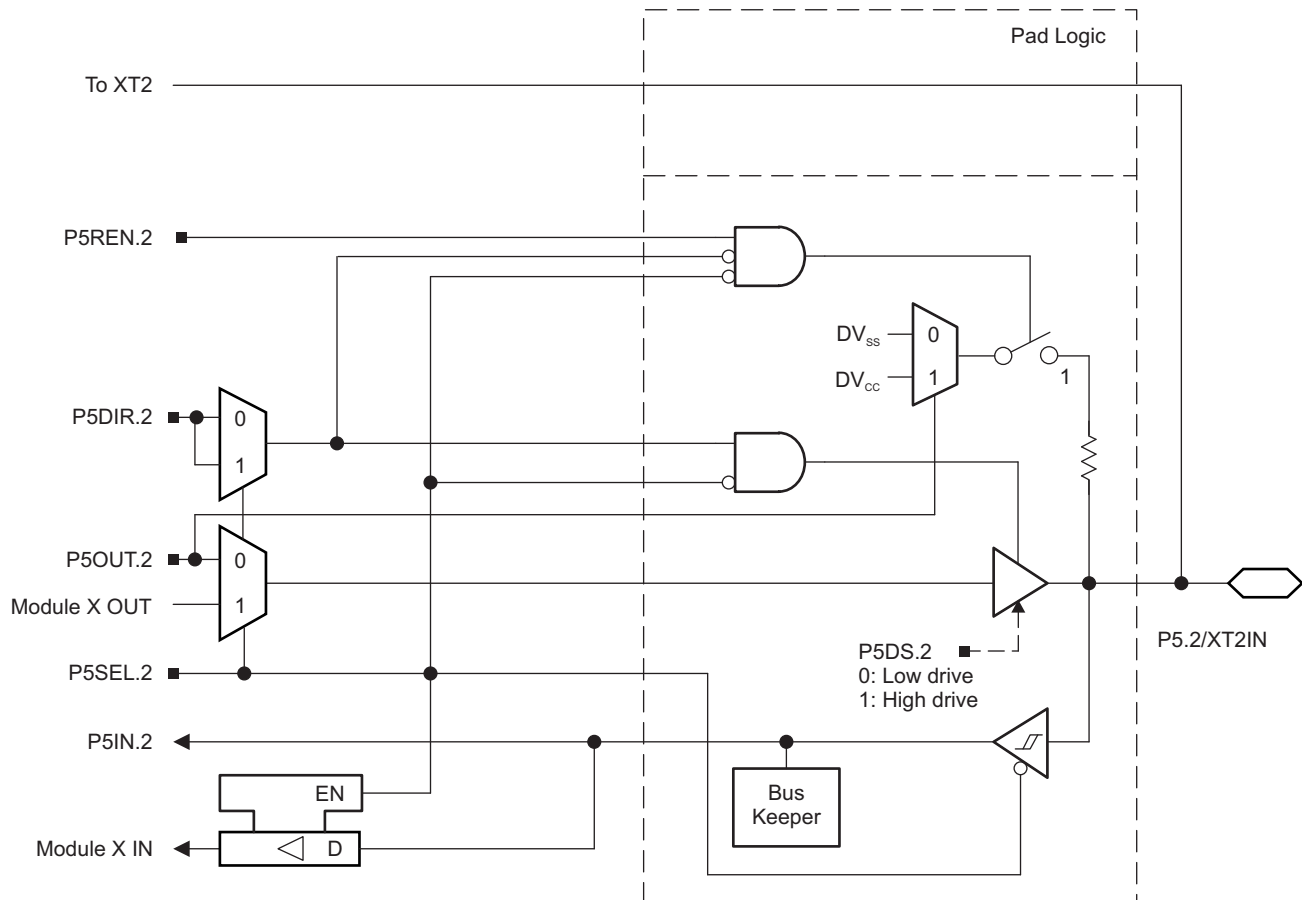 Pad Logic
To XT2
P5REN.2
DVSS
0
DVCC
1
1
P5DIR.2
0
1
P5OUT.2
0
Module X OUT
1
P5DS.2
0: Low drive
1: High drive
P5.2/XT2IN
P5SEL.2
P5IN.2
EN
Bus
Keeper
Module X IN
D